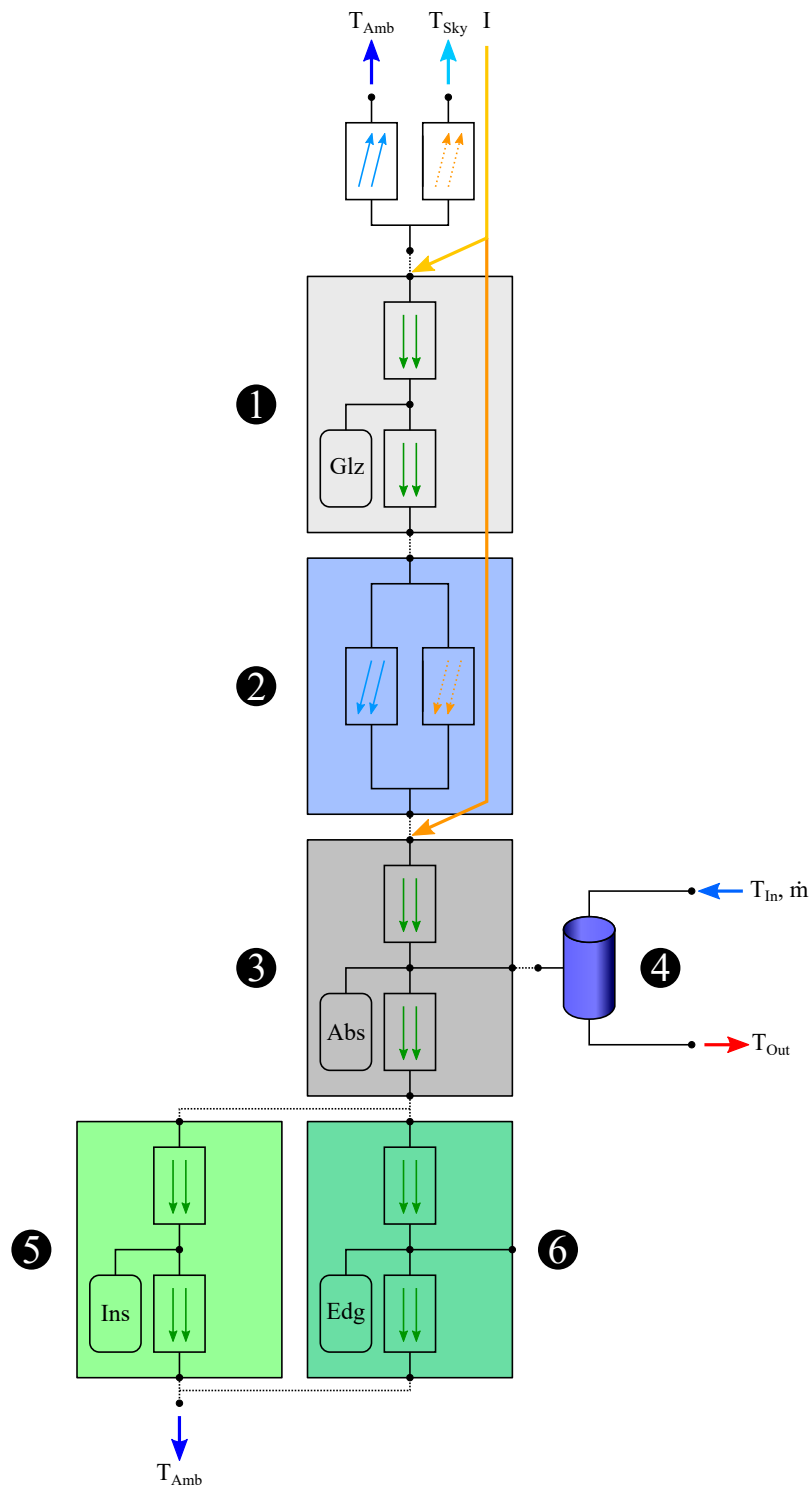 T_Amb T_Sky I
1
Glz
2
T_In, ṁ
3
4
Abs
T_Out
5
6
Ins
Edg
T_Amb